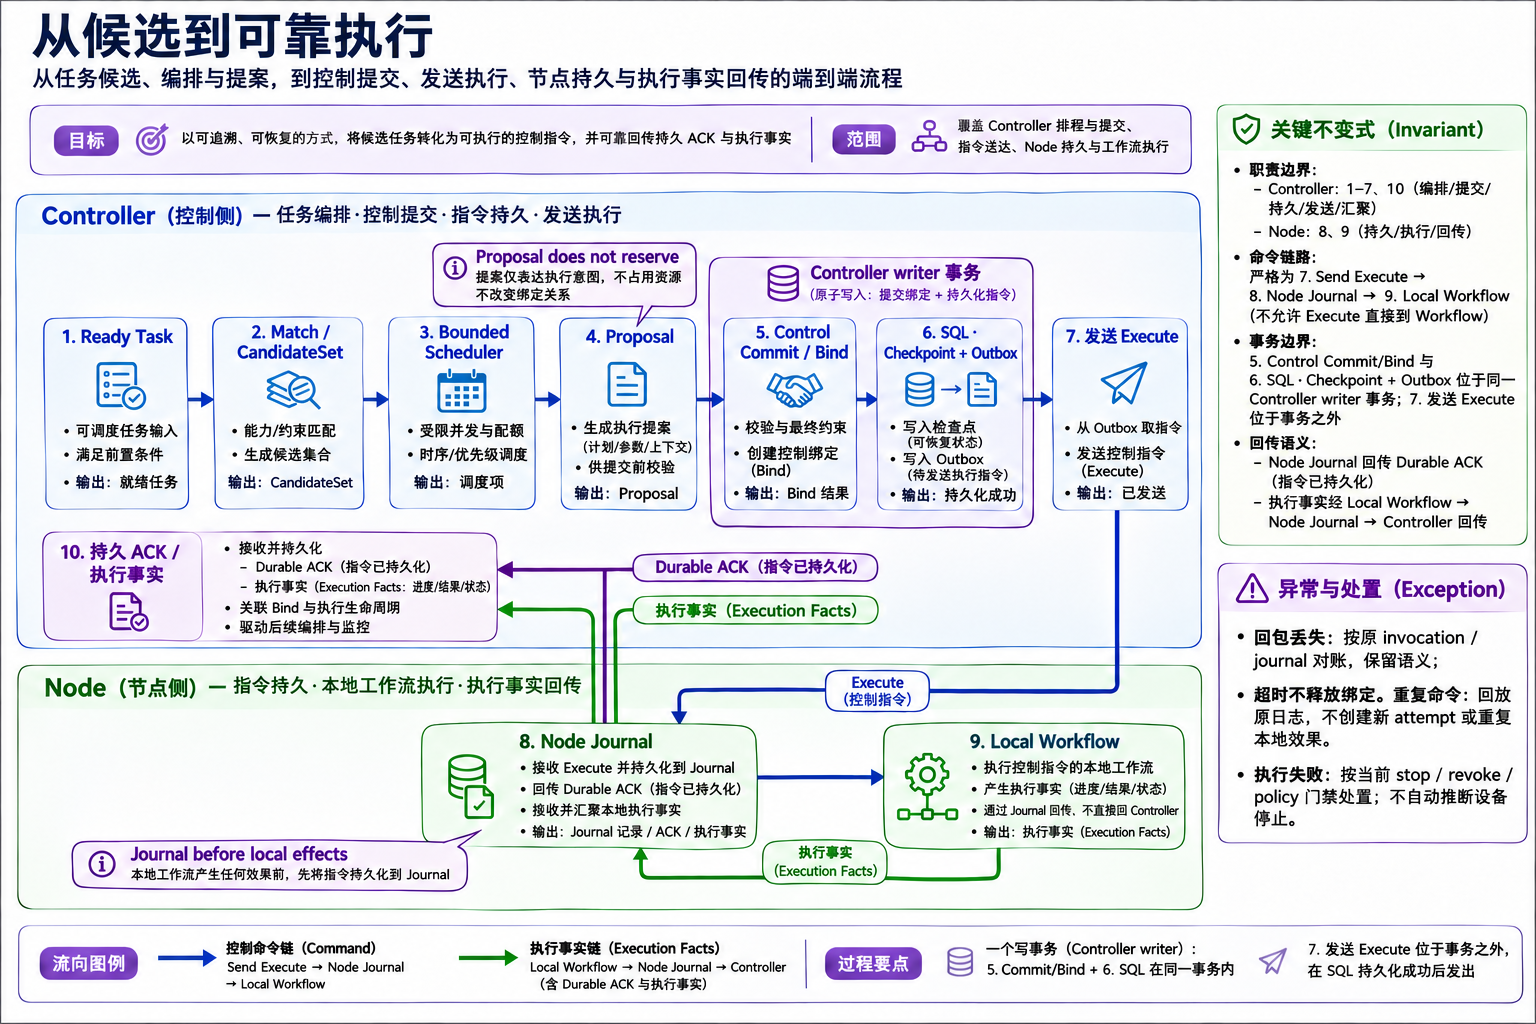 从候选到可靠执行
从任务候选、编排与提案，到控制提交、发送执行、节点持久与执行事实回传的端到端流程
目标
以可追溯、可恢复的方式，将候选任务转化为可执行的控制指令，并可靠回传持久 ACK 与执行事实
范围
覆盖 Controller 排程与提交、
指令送达、Node 持久与工作流执行
Controller（控制侧）— 任务编排·控制提交·指令持久·发送执行
Proposal does not reserve
提案仅表达执行意图，不占用资源
不改变绑定关系
Controller writer 事务
（原子写入：提交绑定 + 持久化指令）
1. Ready Task
• 可调度任务输入
• 满足前置条件
• 输出：就绪任务
2. Match /
CandidateSet
• 能力/约束匹配
• 生成候选集合
输出：CandidateSet
3. Bounded
Scheduler
• 受限并发与配额
• 时序/优先级调度
输出：调度项
4. Proposal
• 生成执行提案
（计划/参数/上下文）
• 供提交前校验
输出：Proposal
5. Control
Commit / Bind
• 校验与最终约束
• 创建控制绑定
（Bind）
• 输出：Bind 结果
6. SQL ·
Checkpoint + Outbox
• 写入检查点
（可恢复状态）
• 写入 Outbox
（待发送执行指令）
• 输出：持久化成功
7. 发送 Execute
• 从 Outbox 取指令
• 发送控制指令
（Execute）
• 输出：已发送
10. 持久 ACK /
执行事实
• 接收并持久化
– Durable ACK（指令已持久化）
– 执行事实（Execution Facts：进度/结果/状态）
• 关联 Bind 与执行生命周期
• 驱动后续编排与监控
Durable ACK（指令已持久化）
执行事实（Execution Facts）
Node（节点侧）— 指令持久·本地工作流执行·执行事实回传
Execute
（控制指令）
8. Node Journal
• 接收 Execute 并持久化到 Journal
• 回传 Durable ACK（指令已持久化）
• 接收并汇聚本地执行事实
• 输出：Journal 记录 / ACK / 执行事实
9. Local Workflow
• 执行控制指令的本地工作流
• 产生执行事实（进度/结果/状态）
• 通过 Journal 回传、不直接回 Controller
• 输出：执行事实（Execution Facts）
Journal before local effects
本地工作流产生任何效果前，先将指令持久化到 Journal
执行事实
（Execution Facts）
关键不变式（Invariant）
• 职责边界：
– Controller：1–7、10（编排/提交/
持久/发送/汇聚）
– Node：8、9（持久/执行/回传）
• 命令链路：
严格为 7. Send Execute →
8. Node Journal → 9. Local Workflow
（不允许 Execute 直接到 Workflow）
• 事务边界：
5. Control Commit/Bind 与
6. SQL · Checkpoint + Outbox 位于同一
Controller writer 事务；7. 发送 Execute
位于事务之外
• 回传语义：
– Node Journal 回传 Durable ACK
（指令已持久化）
– 执行事实经 Local Workflow →
Node Journal → Controller 回传
异常与处置（Exception）
• 回包丢失：按原 invocation /
journal 对账，保留语义；
• 超时不释放绑定。重复命令：回放
原日志，不创建新 attempt 或重复
本地效果。
• 执行失败：按当前 stop / revoke /
policy 门禁处置；不自动推断设备
停止。
流向图例
控制命令链（Command）
Send Execute → Node Journal
→ Local Workflow
执行事实链（Execution Facts）
Local Workflow → Node Journal → Controller
（含 Durable ACK 与执行事实）
过程要点
一个写事务（Controller writer）:
5. Commit/Bind + 6. SQL 在同一事务内
7. 发送 Execute 位于事务之外,
在 SQL 持久化成功后发出